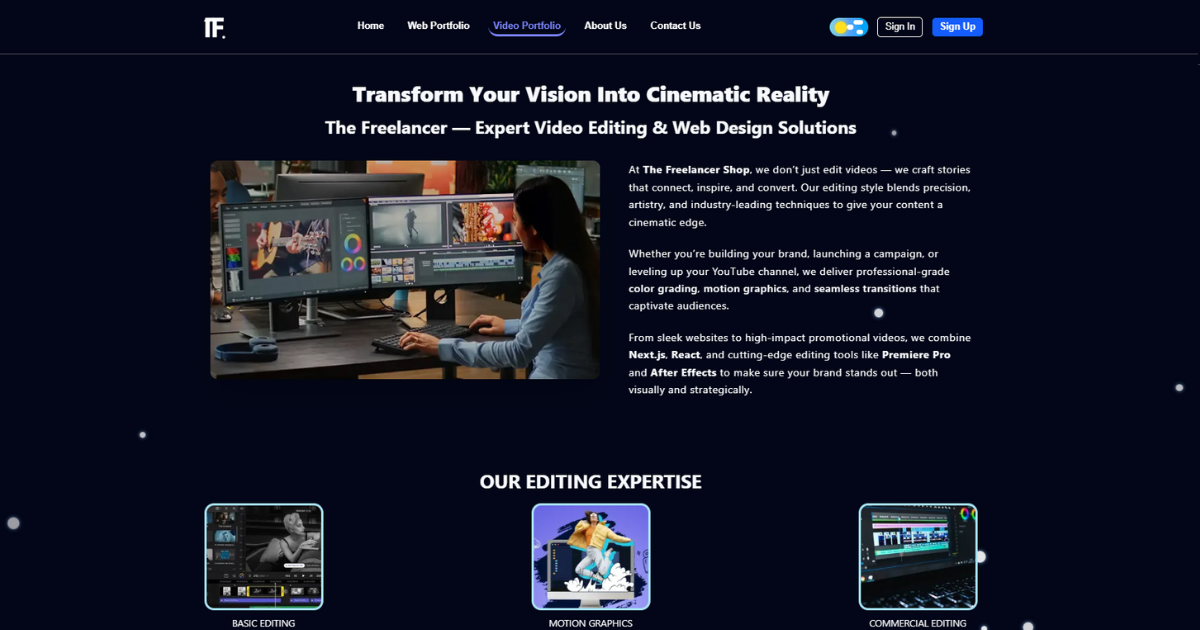 TF.
Home
Web Portfolio
Video Portfolio
About Us
Contact Us
Sign In
Sign Up
Transform Your Vision Into Cinematic Reality
The Freelancer — Expert Video Editing & Web Design Solutions
At The Freelancer Shop, we don't just edit videos — we craft stories
that connect, inspire, and convert. Our editing style blends precision,
artistry, and industry-leading techniques to give your content a
cinematic edge.
Whether you're building your brand, launching a campaign, or
leveling up your YouTube channel, we deliver professional-grade
color grading, motion graphics, and seamless transitions that
captivate audiences.
From sleek websites to high-impact promotional videos, we combine
Next.js, React, and cutting-edge editing tools like Premiere Pro
and After Effects to make sure your brand stands out — both
visually and strategically.
OUR EDITING EXPERTISE
BASIC EDITING
MOTION GRAPHICS
COMMERCIAL EDITING